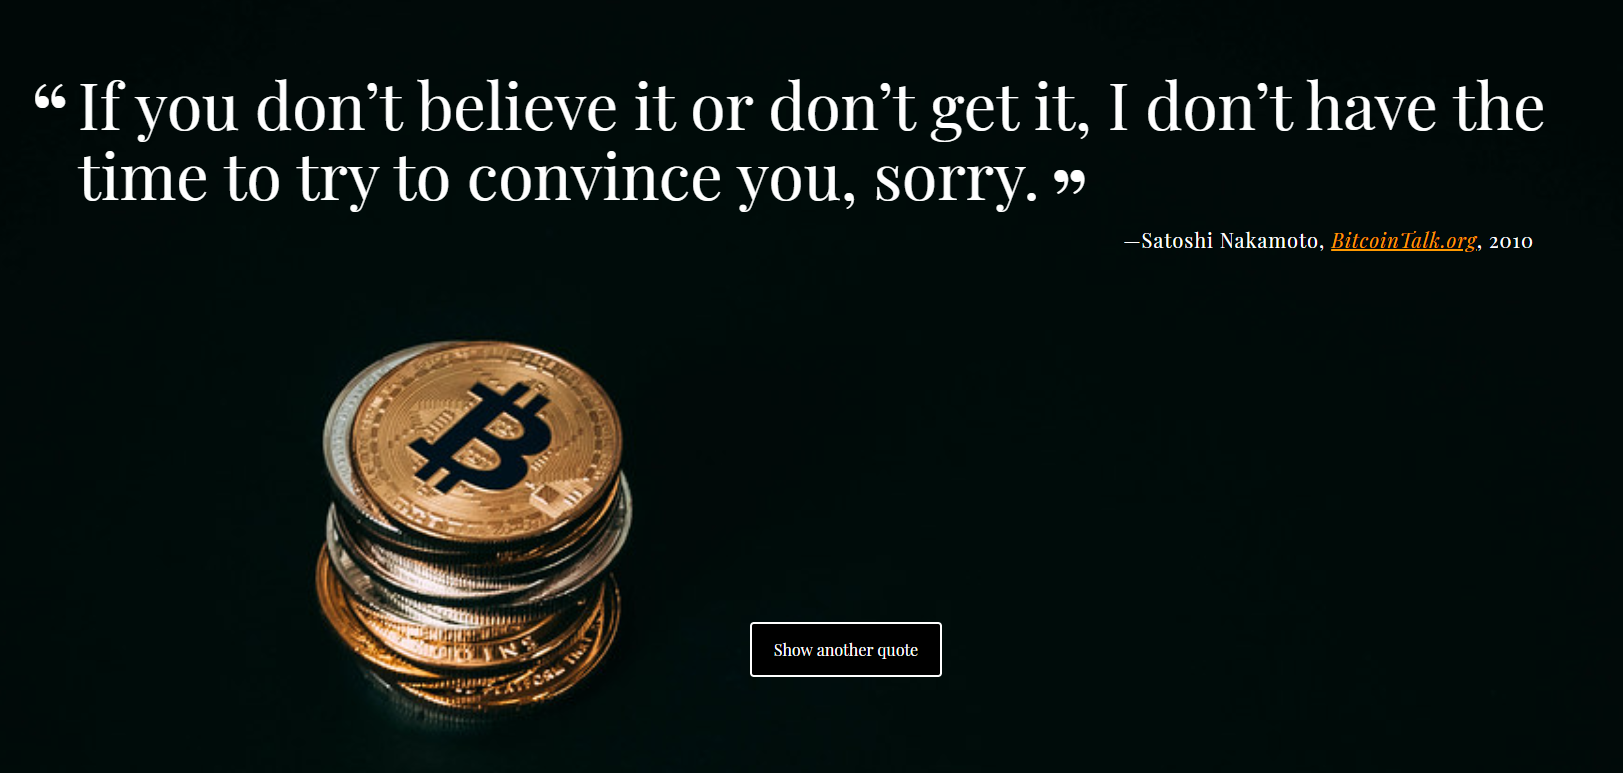 “ If you don’t believe it or don’t get it, I don’t have the
time to try to convince you, sorry. ”
—Satoshi Nakamoto, BitcoinTalk.org, 2010
Show another quote